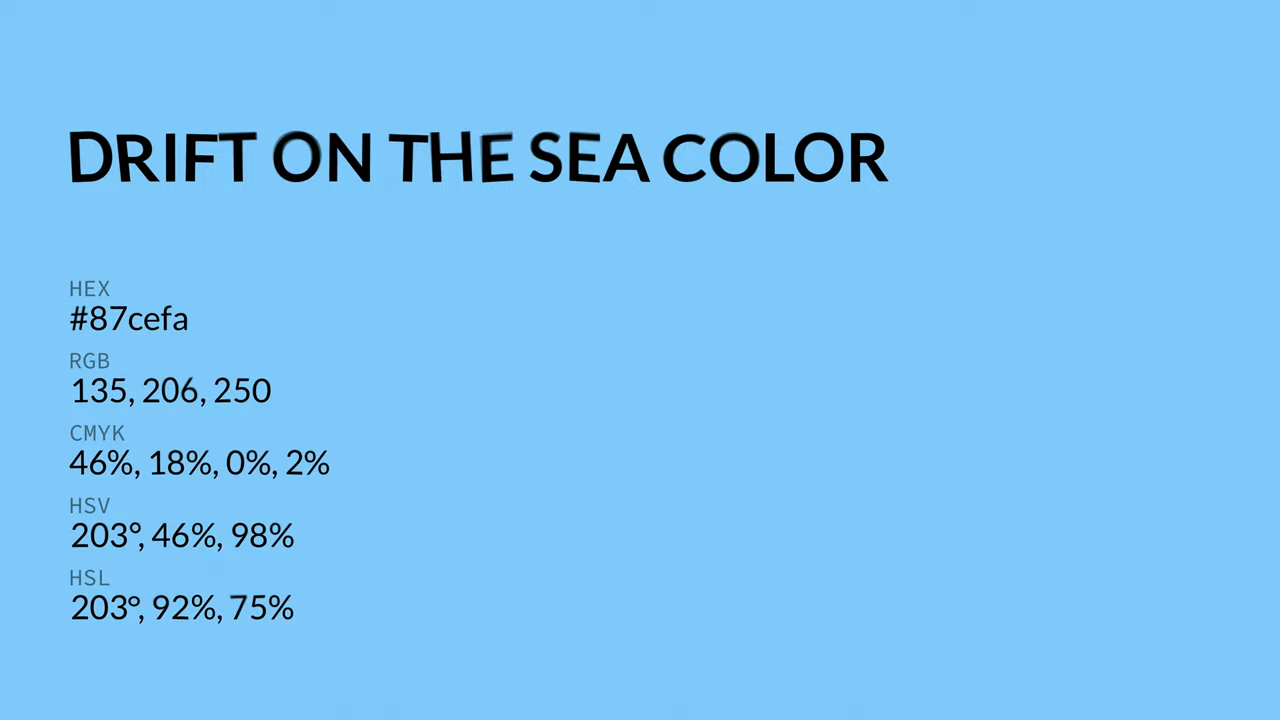 DRIFT ON THE SEA COLOR
HEX
#87cefa
RGB
135, 206, 250
CMYK
46%, 18%, 0%, 2%
HSV
203°, 46%, 98%
HSL
203°, 92%, 75%